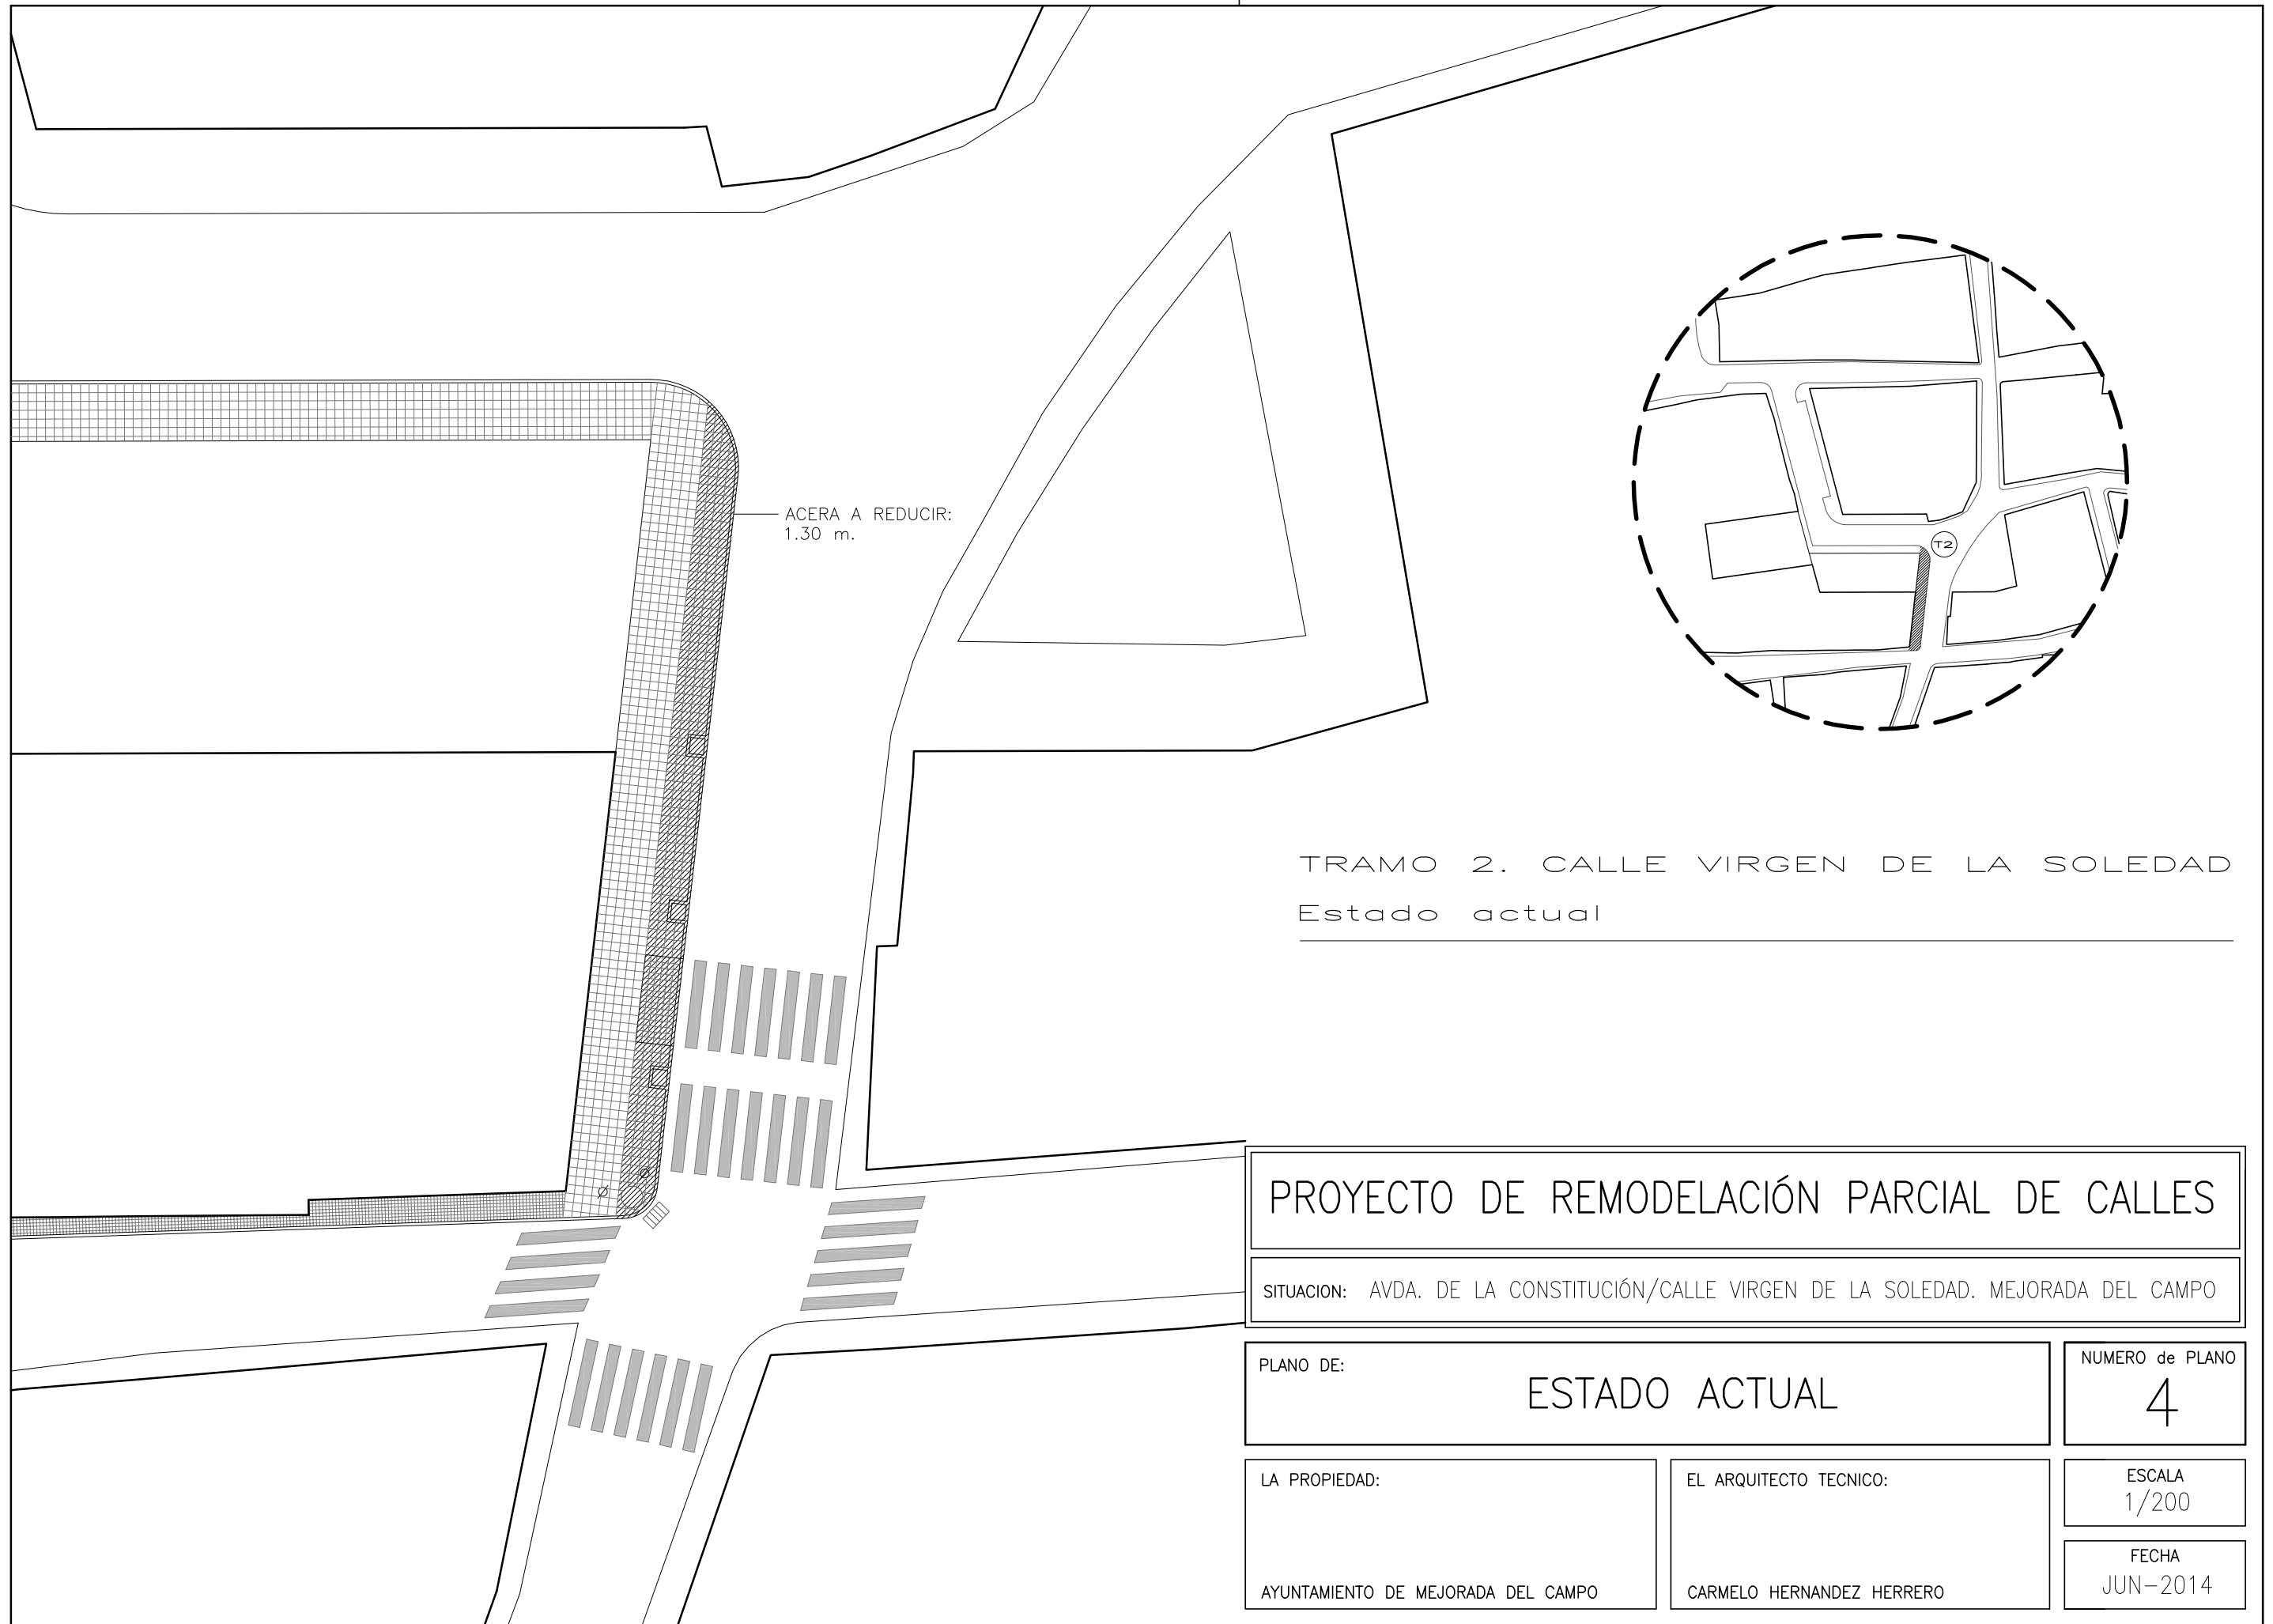 ACERA A REDUCIR:
1.30 m.
T2
TRAMO 2. CALLE VIRGEN DE LA SOLEDAD
Estado actual
PROYECTO DE REMODELACIÓN PARCIAL DE CALLES
SITUACION: AVDA. DE LA CONSTITUCIÓN/CALLE VIRGEN DE LA SOLEDAD. MEJORADA DEL CAMPO
PLANO DE:
ESTADO ACTUAL
NUMERO de PLANO
4
LA PROPIEDAD:
AYUNTAMIENTO DE MEJORADA DEL CAMPO
EL ARQUITECTO TECNICO:
CARMELO HERNANDEZ HERRERO
ESCALA
1/200
FECHA
JUN-2014